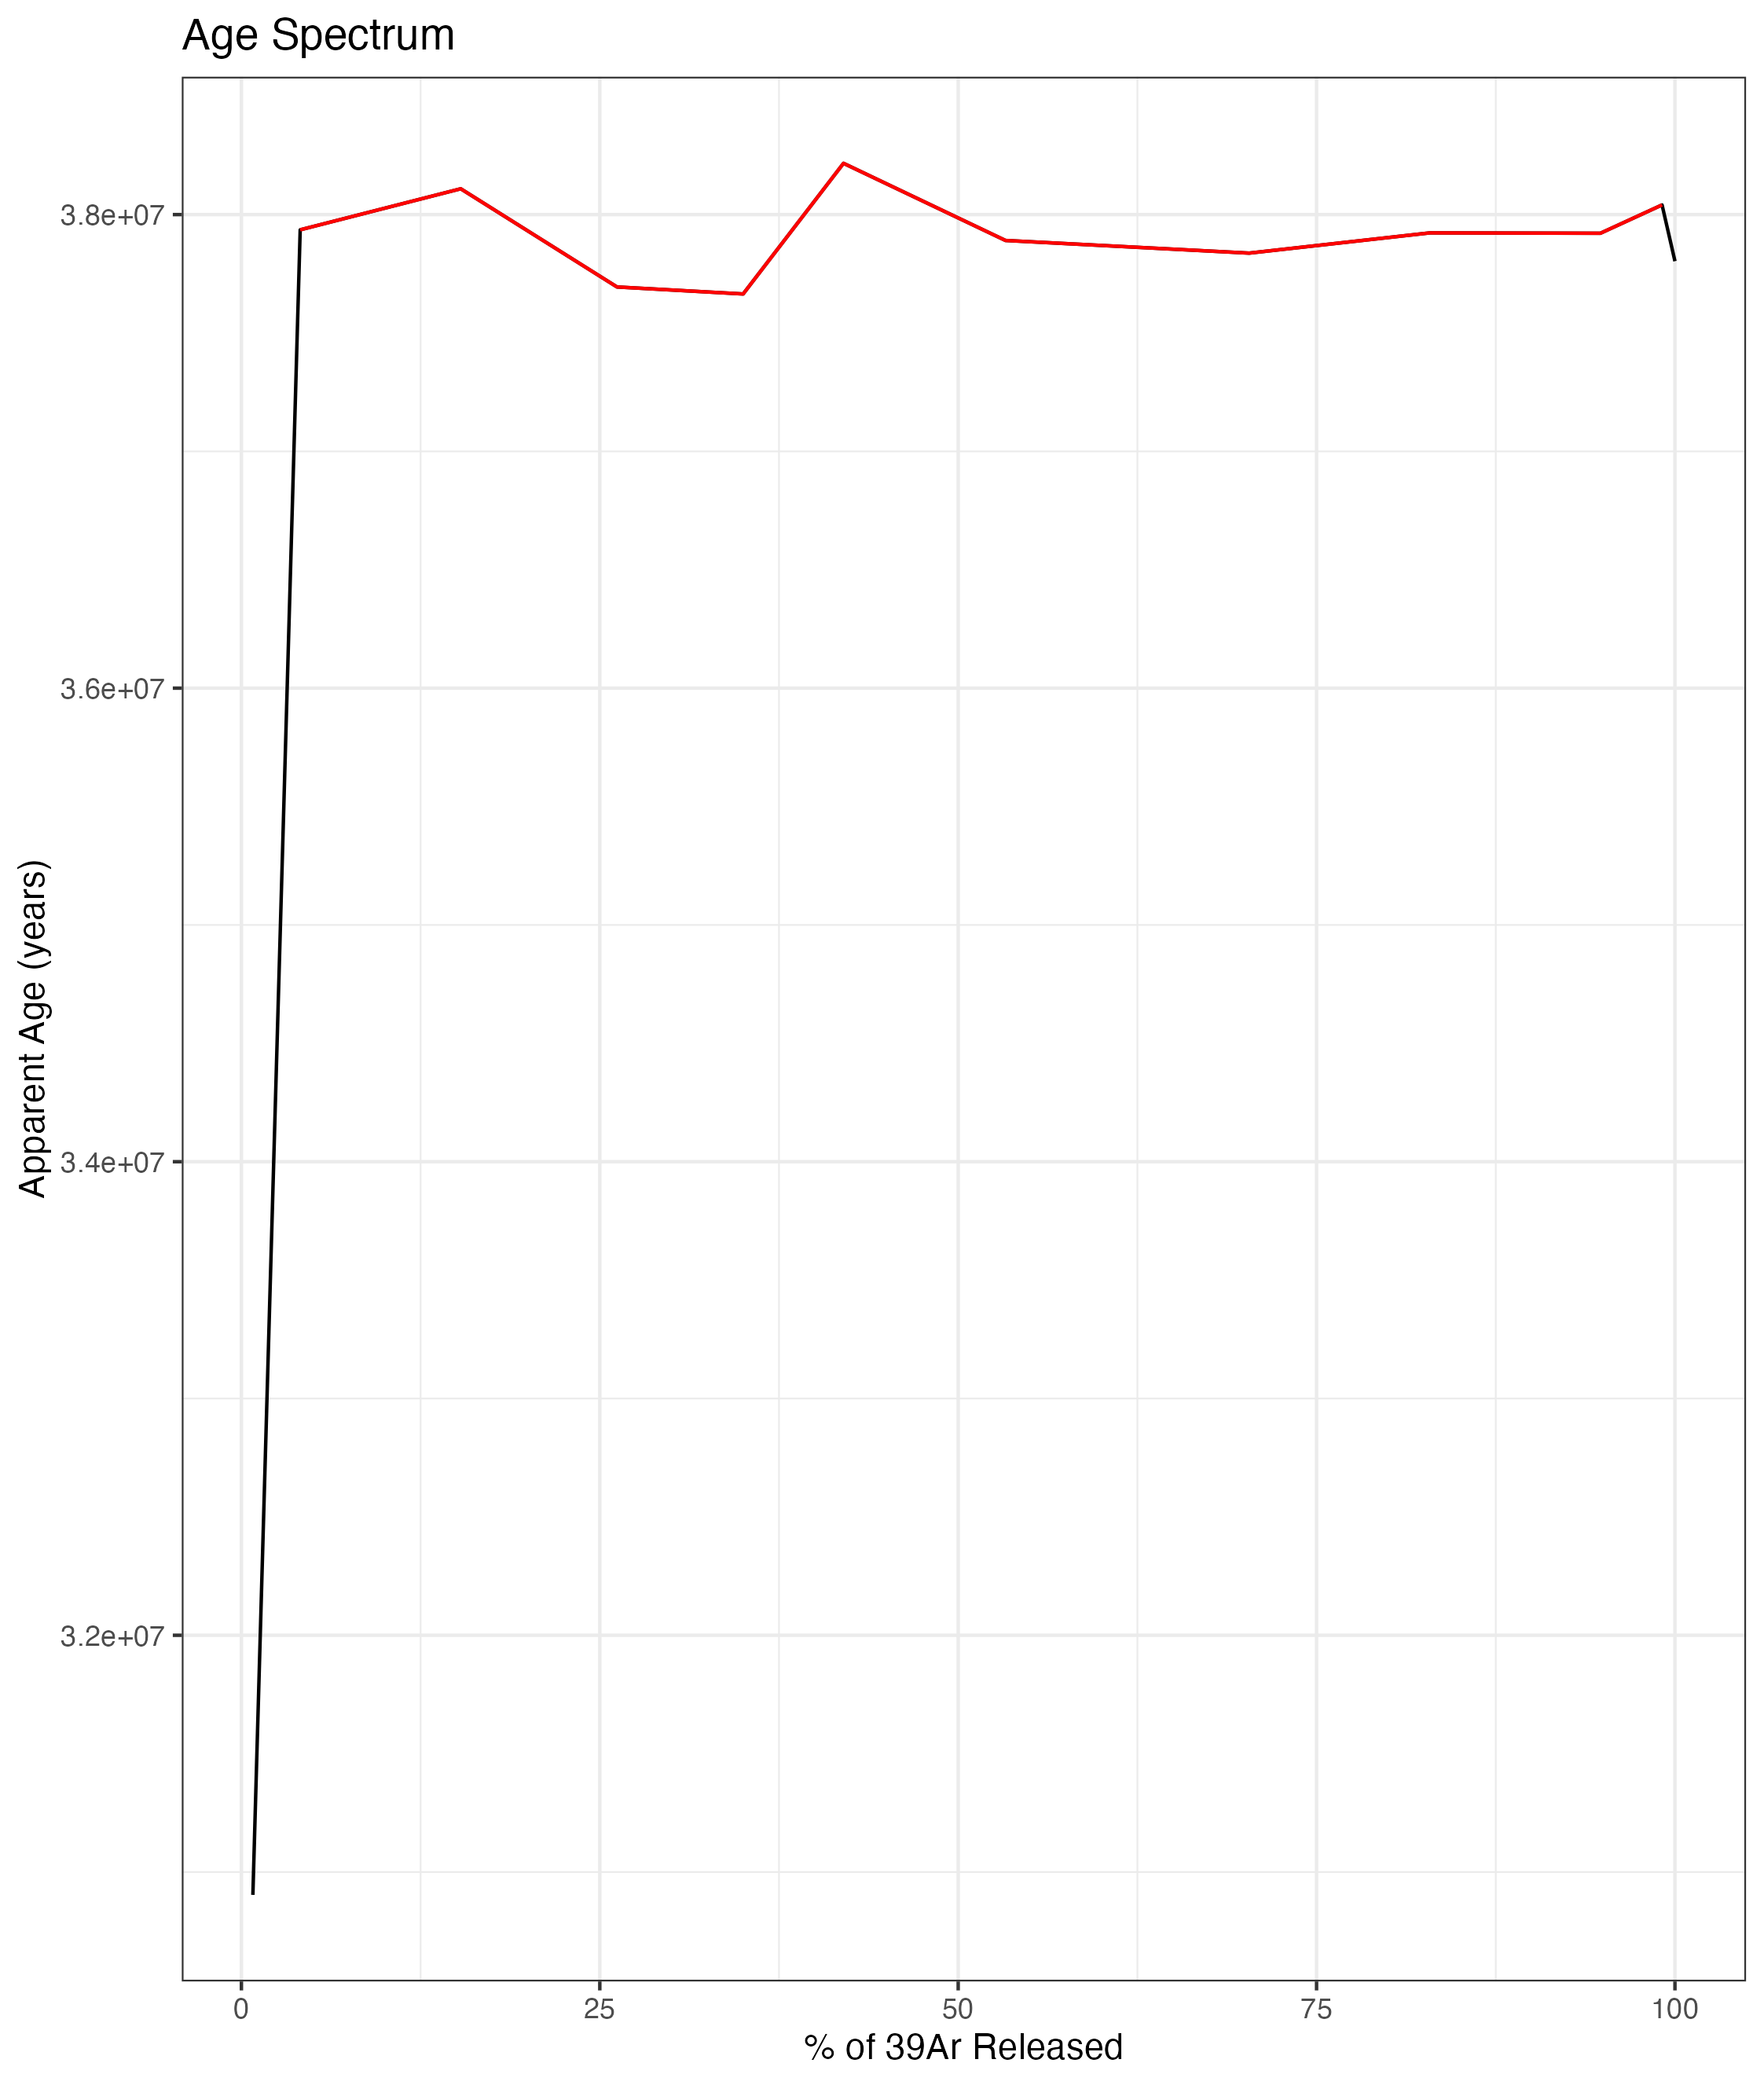 Age Spectrum
Apparent Age (years)
3.8e+07
3.6e+07
3.4e+07
3.2e+07
0 25 50 75 100
% of 39Ar Released